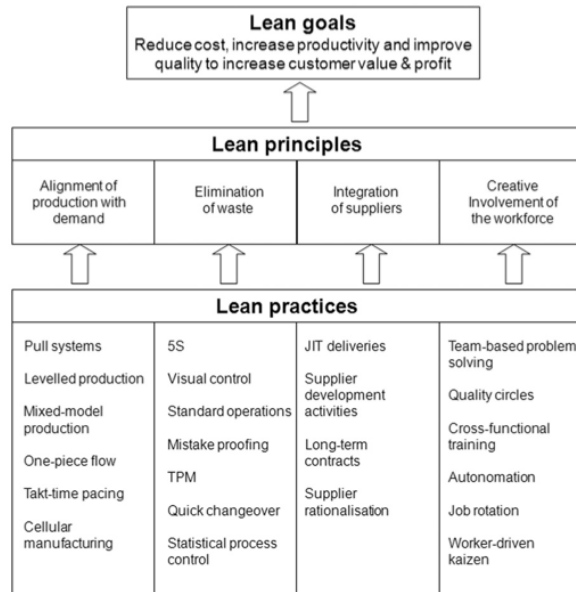 Lean goals
Reduce cost, increase productivity and improve
quality to increase customer value & profit
Lean principles
Alignment of
production with
demand
Elimination
of waste
Integration
of suppliers
Creative
Involvement of
the workforce
Lean practices
Pull systems
Levelled production
Mixed-model
production
One-piece flow
Takt-time pacing
Cellular
manufacturing
5S
Visual control
Standard operations
Mistake proofing
TPM
Quick changeover
Statistical process
control
JIT deliveries
Supplier
development
activities
Long-term
contracts
Supplier
rationalisation
Team-based problem
solving
Quality circles
Cross-functional
training
Autonomation
Job rotation
Worker-driven
kaizen